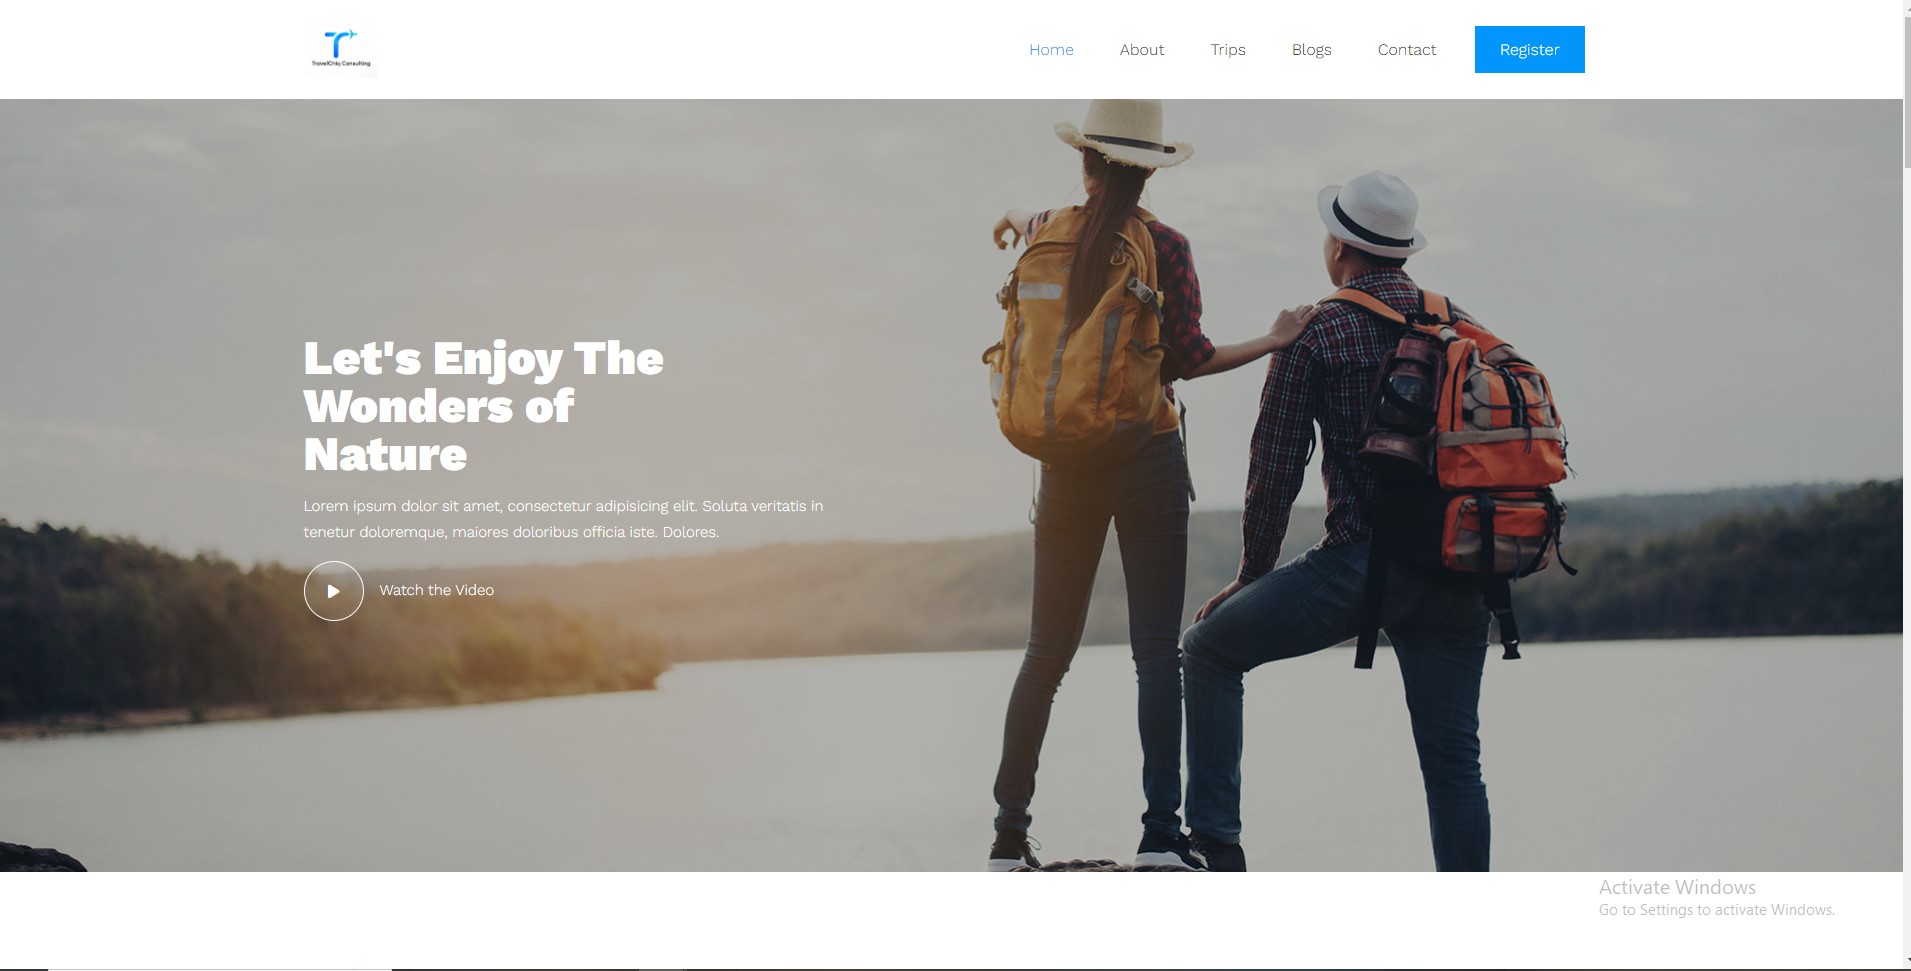 TravelChiq Consulting
Home About Trips Blogs Contact Register
Let's Enjoy The
Wonders of
Nature
Lorem ipsum dolor sit amet, consectetur adipisicing elit. Soluta veritatis in
tenetur doloremque, maiores doloribus officia iste. Dolores.
Watch the Video
Activate Windows
Go to Settings to activate Windows.